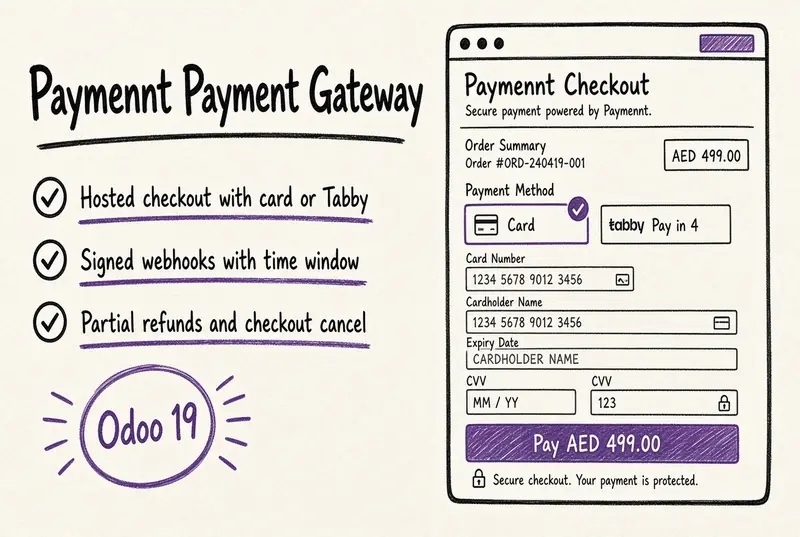 Paymennt Payment Gateway
Hosted checkout with card or Tabby
Signed webhooks with time window
Partial refunds and checkout cancel
Odoo 19
Paymennt Checkout
Secure payment powered by Paymennt.
Order Summary
Order #ORD-240419-001
AED 499.00
Payment Method
Card
tabby Pay in 4
Card Number
1234 5678 9012 3456
Cardholder Name
1234 5678 9012 3456
Expiry Date
CARDHOLDER NAME
CVV CVV
MM / YY 123
Pay AED 499.00
Secure checkout. Your payment is protected.